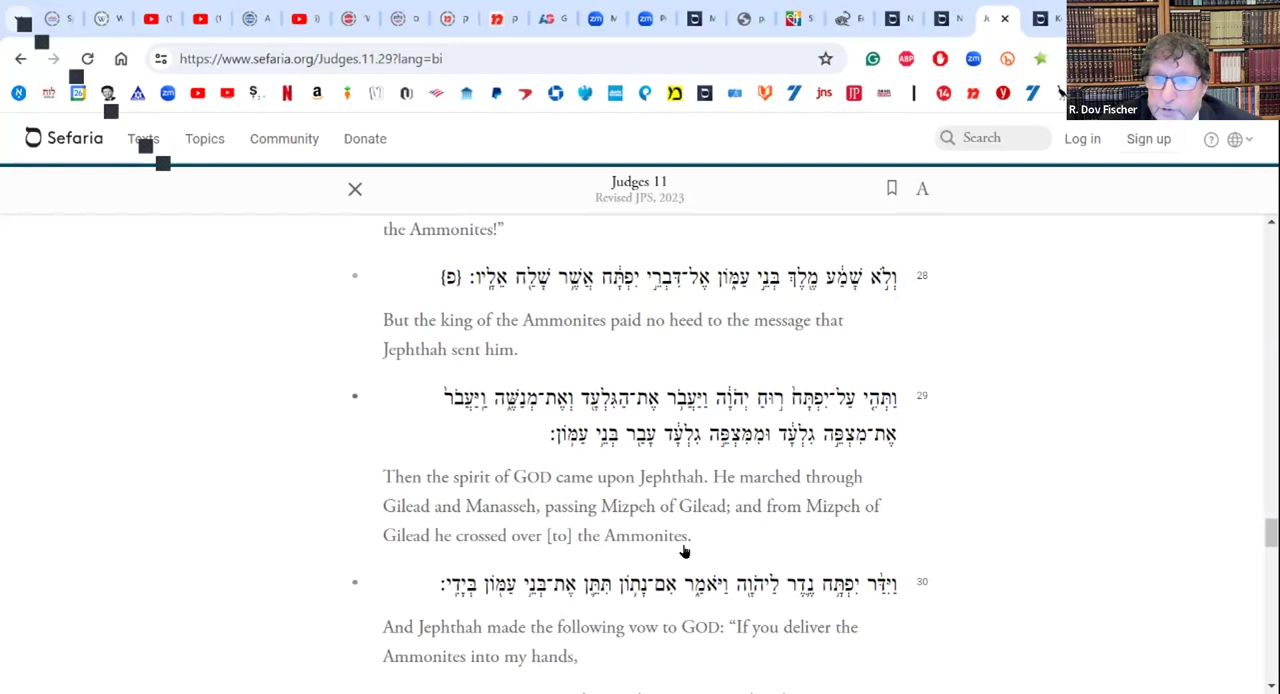 https://www.sefaria.org/Judges.11.29?lang=bi
R. Dov Fischer
jns
Sefaria
Texts
Topics
Community
Donate
Search
Log in
Sign up
Judges 11
Revised JPS, 2023
A
the Ammonites!”
28
וְלֹ֣א שָׁמַ֔ע מֶ֖לֶךְ בְּנֵ֣י עַמּ֑וֹן אֶל־דִּבְרֵ֣י יִפְתָּ֔ח אֲשֶׁ֥ר שָׁלַ֖ח אֵלָֽיו׃ {פ}
But the king of the Ammonites paid no heed to the message that
Jephthah sent him.
29
וַתְּהִ֤י עַל־יִפְתָּח֙ ר֣וּחַ יְהֹוָ֔ה וַיַּעֲבֹ֥ר אֶת־הַגִּלְעָ֖ד וְאֶת־מְנַשֶּׁ֑ה וַֽיַּעֲבֹר֙
אֶת־מִצְפֵּ֣ה גִלְעָ֔ד וּמִמִּצְפֵּ֣ה גִלְעָ֔ד עָבַ֖ר בְּנֵ֥י עַמּֽוֹן׃
Then the spirit of GOD came upon Jephthah. He marched through
Gilead and Manasseh, passing Mizpeh of Gilead; and from Mizpeh of
Gilead he crossed over [to] the Ammonites.
30
וַיִּדַּ֨ר יִפְתָּ֥ח נֶ֛דֶר לַיהֹוָ֖ה וַיֹּאמַ֑ר אִם־נָת֥וֹן תִּתֵּ֛ן אֶת־בְּנֵ֥י עַמּ֖וֹן בְּיָדִֽי׃
And Jephthah made the following vow to GOD: “If you deliver the
Ammonites into my hands,